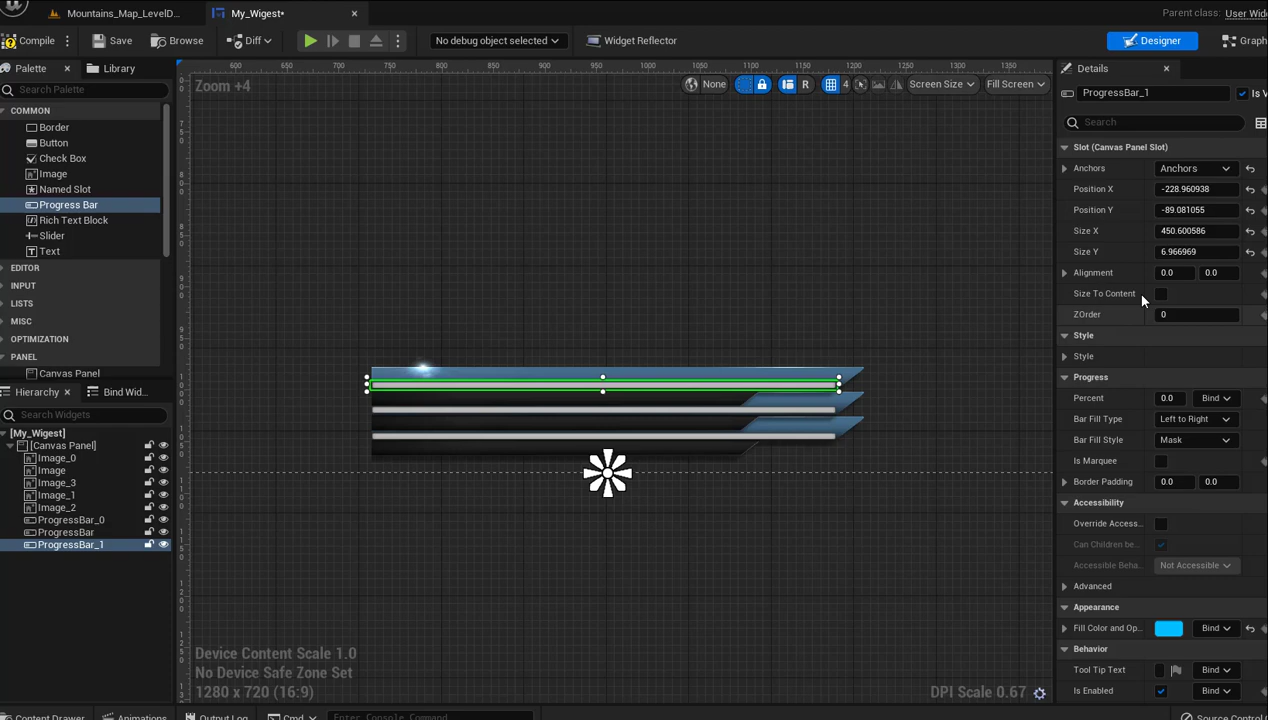 Mountains_Map_LevelD...
My_Wigest•
Parent class: User Wid
Compile
Save
Browse
Diff
No debug object selected
Widget Reflector
Designer
Graph
Palette
Library
Search Palette
COMMON
Border
Button
Check Box
Image
Named Slot
Progress Bar
Rich Text Block
Slider
Text
EDITOR
INPUT
LISTS
MISC
OPTIMIZATION
PANEL
Canvas Panel
Hierarchy
Bind Wid...
Search Widgets
[My_Wigest]
[Canvas Panel]
Image_0
Image
Image_3
Image_1
Image_2
ProgressBar_0
ProgressBar
ProgressBar_1
600 650 700 750 800 850 900 950 1000 1050 1100 1150 1200 1250 1300 1350
Zoom +4
None
R
4
Screen Size
Fill Screen
Device Content Scale 1.0
No Device Safe Zone Set
1280 x 720 (16:9)
DPI Scale 0.67
Details
ProgressBar_1
Is V
Search
Slot (Canvas Panel Slot)
Anchors Anchors
Position X -228.960938
Position Y -89.081055
Size X 450.600586
Size Y 6.966969
Alignment 0.0 0.0
Size To Content
ZOrder 0
Style
Style
Progress
Percent 0.0 Bind
Bar Fill Type Left to Right
Bar Fill Style Mask
Is Marquee
Border Padding 0.0 0.0
Accessibility
Override Access...
Can Children be...
Accessible Beha... Not Accessible
Advanced
Appearance
Fill Color and Op... Bind
Behavior
Tool Tip Text Bind
Is Enabled Bind
Content Drawer
Animations
Output Log
Cmd
Enter Console Command
Source Control